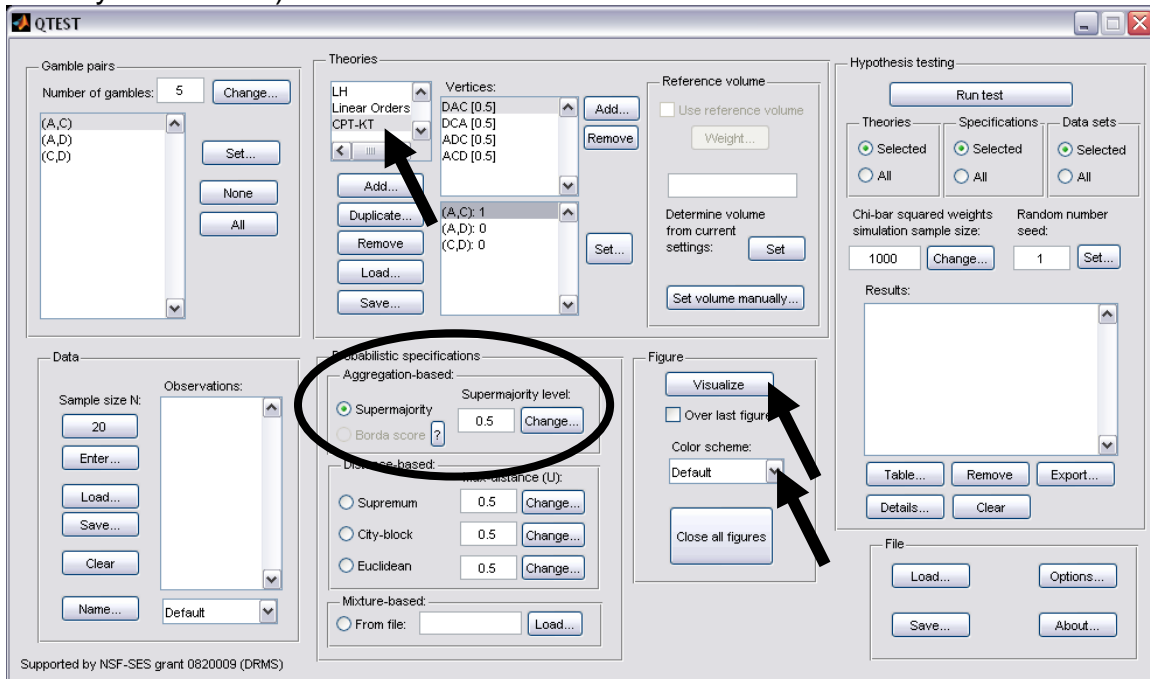 QTEST
Gamble pairs
Number of gambles: 5 Change...
(A,C)
(A,D)
(C,D)
Set...
None
All
Theories
LH
Linear Orders
CPT-KT
Add...
Duplicate...
Remove
Load...
Save...
Vertices:
DAC [0.5]
DCA [0.5]
ADC [0.5]
ACD [0.5]
Add...
Remove
(A,C): 1
(A,D): 0
(C,D): 0
Set...
Reference volume
Use reference volume
Weight...
Determine volume
from current
settings: Set
Set volume manually...
Hypothesis testing
Run test
Theories
Selected
All
Specifications
Selected
All
Data sets
Selected
All
Chi-bar squared weights
simulation sample size:
1000 Change...
Random number
seed:
1 Set...
Results:
Table... Remove Export...
Details... Clear
Data
Sample size N:
20
Enter...
Load...
Save...
Clear
Name... Default
Observations:
Probabilistic specifications
Aggregation-based:
Supermajority level:
Supermajority 0.5 Change...
Borda score ?
Distance-based:
Supremum 0.5 Change...
City-block 0.5 Change...
Euclidean 0.5 Change...
Mixture-based:
From file: Load...
Figure
Visualize
Over last figure
Color scheme:
Default
Close all figures
File
Load... Options...
Save... About...
Supported by NSF-SES grant 0820009 (DRMS)